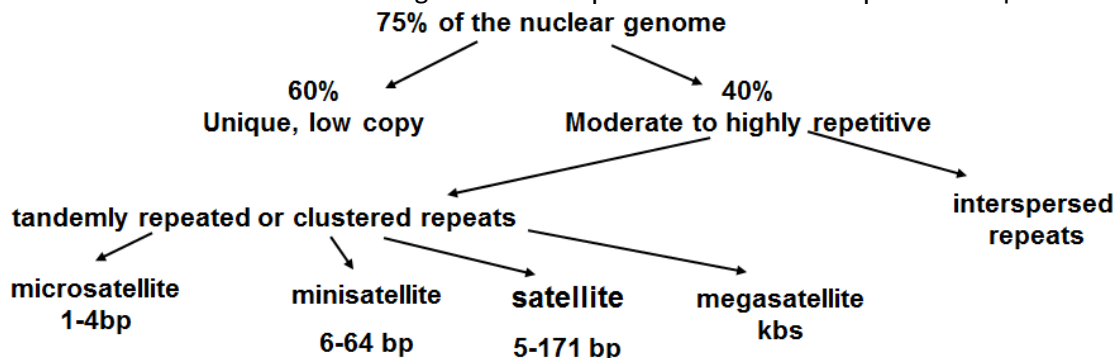 75% of the nuclear genome
60%
Unique, low copy
40%
Moderate to highly repetitive
tandemly repeated or clustered repeats
interspersed
repeats
microsatellite
1-4bp
minisatellite
6-64 bp
satellite
5-171 bp
megasatellite
kbs